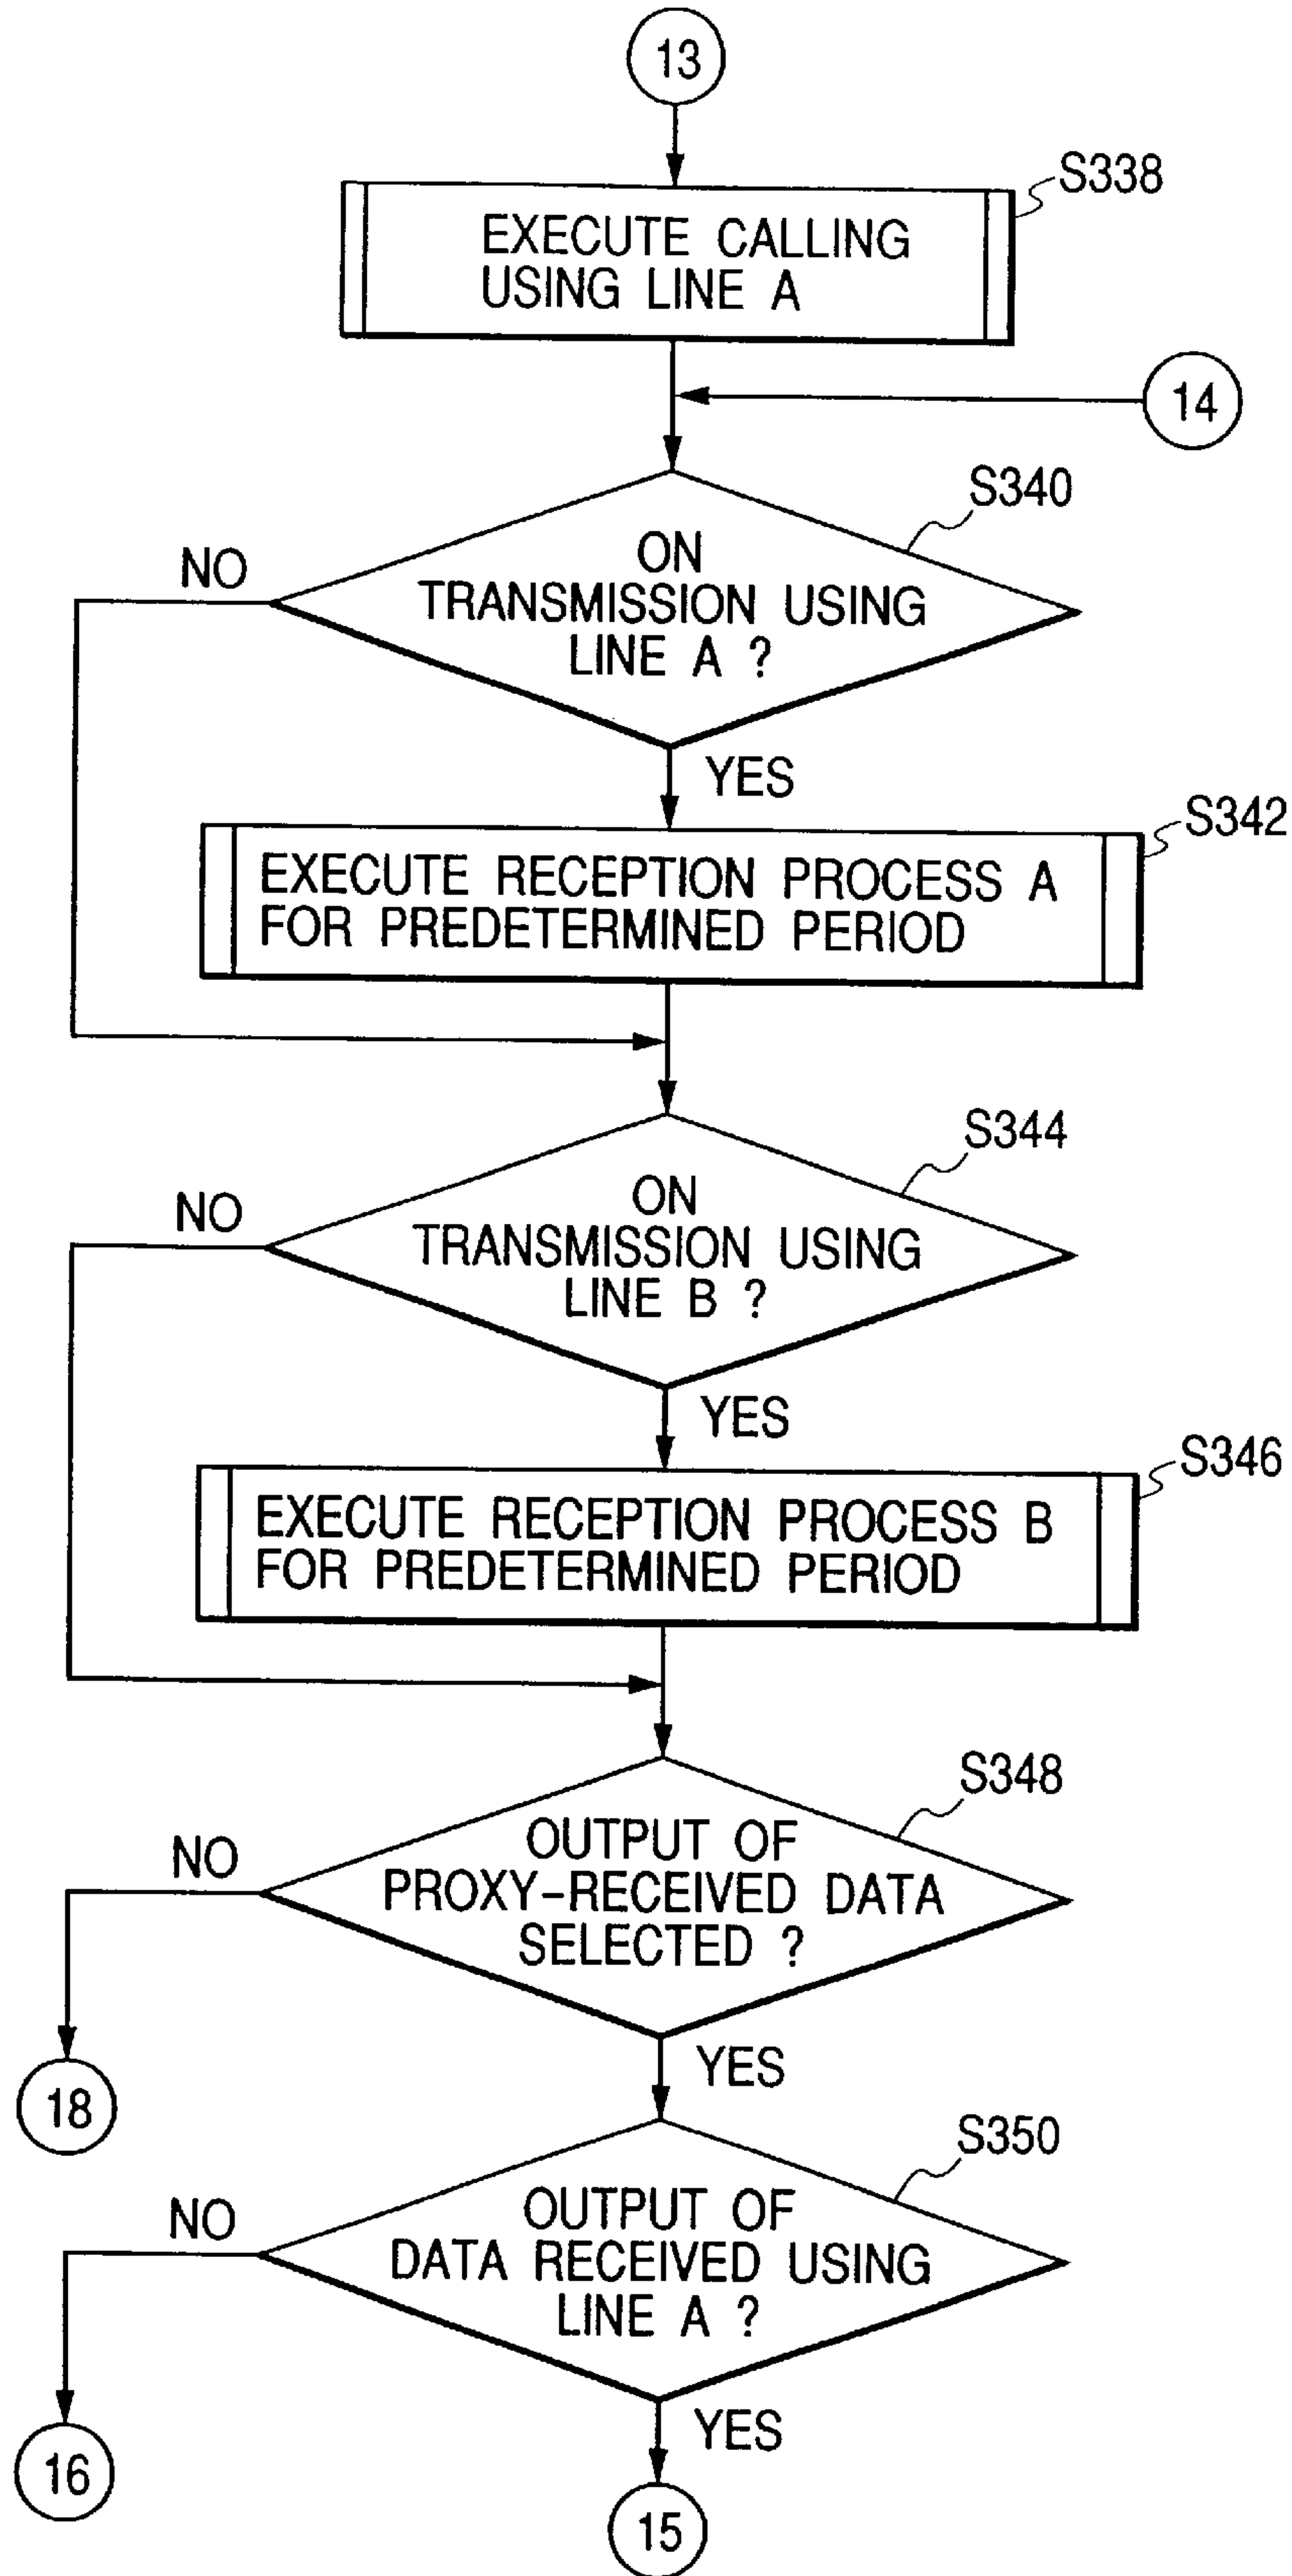 13
S338
EXECUTE CALLING
USING LINE A
14
S340
NO
ON
TRANSMISSION USING
LINE A ?
YES
S342
EXECUTE RECEPTION PROCESS A
FOR PREDETERMINED PERIOD
S344
NO
ON
TRANSMISSION USING
LINE B ?
YES
S346
EXECUTE RECEPTION PROCESS B
FOR PREDETERMINED PERIOD
S348
NO
OUTPUT OF
PROXY-RECEIVED DATA
SELECTED ?
YES
18
S350
NO
OUTPUT OF
DATA RECEIVED USING
LINE A ?
YES
16
15